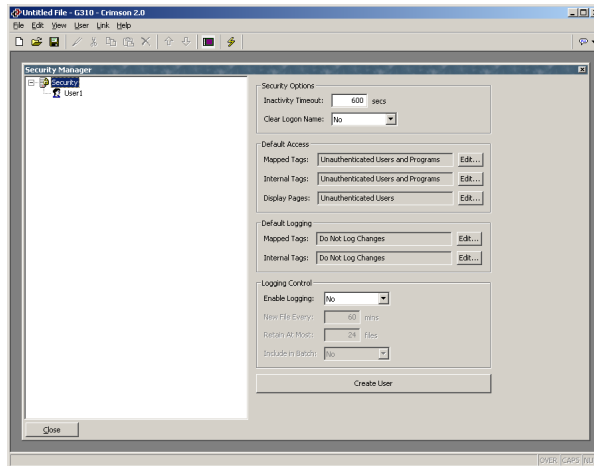 Untitled File - G310 - Crimson 2.0
File Edit View User Link Help
Security Manager
Security
User1
Security Options
Inactivity Timeout: 600 secs
Clear Logon Name: No
Default Access
Mapped Tags: Unauthenticated Users and Programs Edit...
Internal Tags: Unauthenticated Users and Programs Edit...
Display Pages: Unauthenticated Users Edit...
Default Logging
Mapped Tags: Do Not Log Changes Edit...
Internal Tags: Do Not Log Changes Edit...
Logging Control
Enable Logging: No
New File Every: 60 mins
Retain At Most: 24 files
Include in Batch: No
Create User
Close
OVER CAPS NU